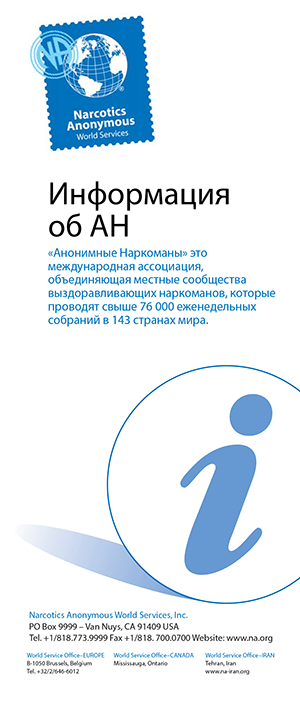 NA
®
Narcotics
Anonymous
World Services
Информация
об АН
«Анонимные Наркоманы» это
международная ассоциация,
объединяющая местные сообщества
выздоравливающих наркоманов, которые
проводят свыше 76 000 еженедельных
собраний в 143 странах мира.
i
Narcotics Anonymous World Services, Inc.
PO Box 9999 – Van Nuys, CA 91409 USA
Tel. +1/818.773.9999 Fax +1/818. 700.0700 Website: www.na.org
World Service Office–EUROPE
B-1050 Brussels, Belgium
Tel. +32/2/646-6012
World Service Office–CANADA
Mississauga, Ontario
World Service Office–IRAN
Tehran, Iran
www.na-iran.org